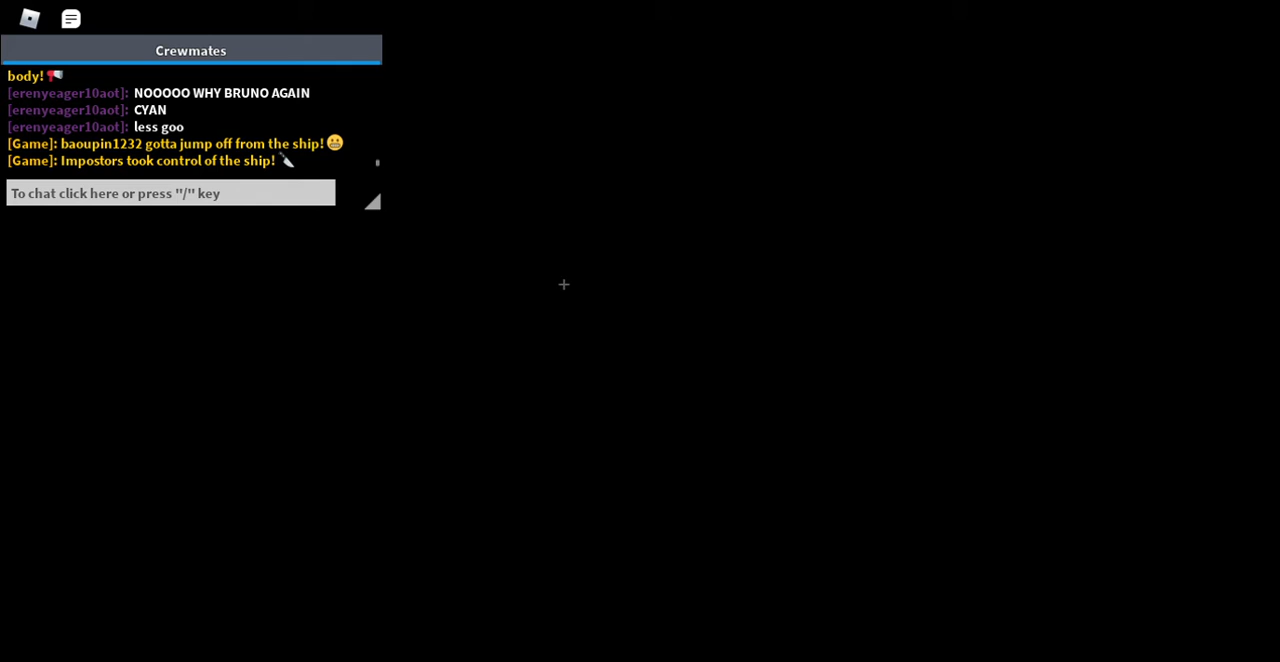 Crewmates
body!
[erenyeager10aot]: NOOOOO WHY BRUNO AGAIN
[erenyeager10aot]: CYAN
[erenyeager10aot]: less goo
[Game]: baoupin1232 gotta jump off from the ship!
[Game]: Impostors took control of the ship!
To chat click here or press "/" key